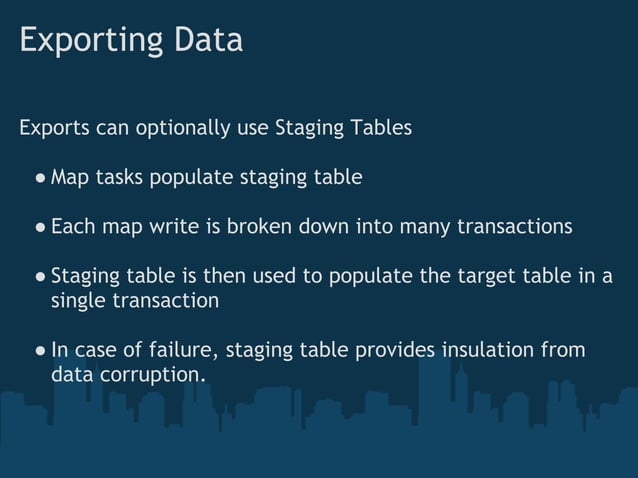 Exporting Data
Exports can optionally use Staging Tables
● Map tasks populate staging table
● Each map write is broken down into many transactions
● Staging table is then used to populate the target table in a
single transaction
● In case of failure, staging table provides insulation from
data corruption.